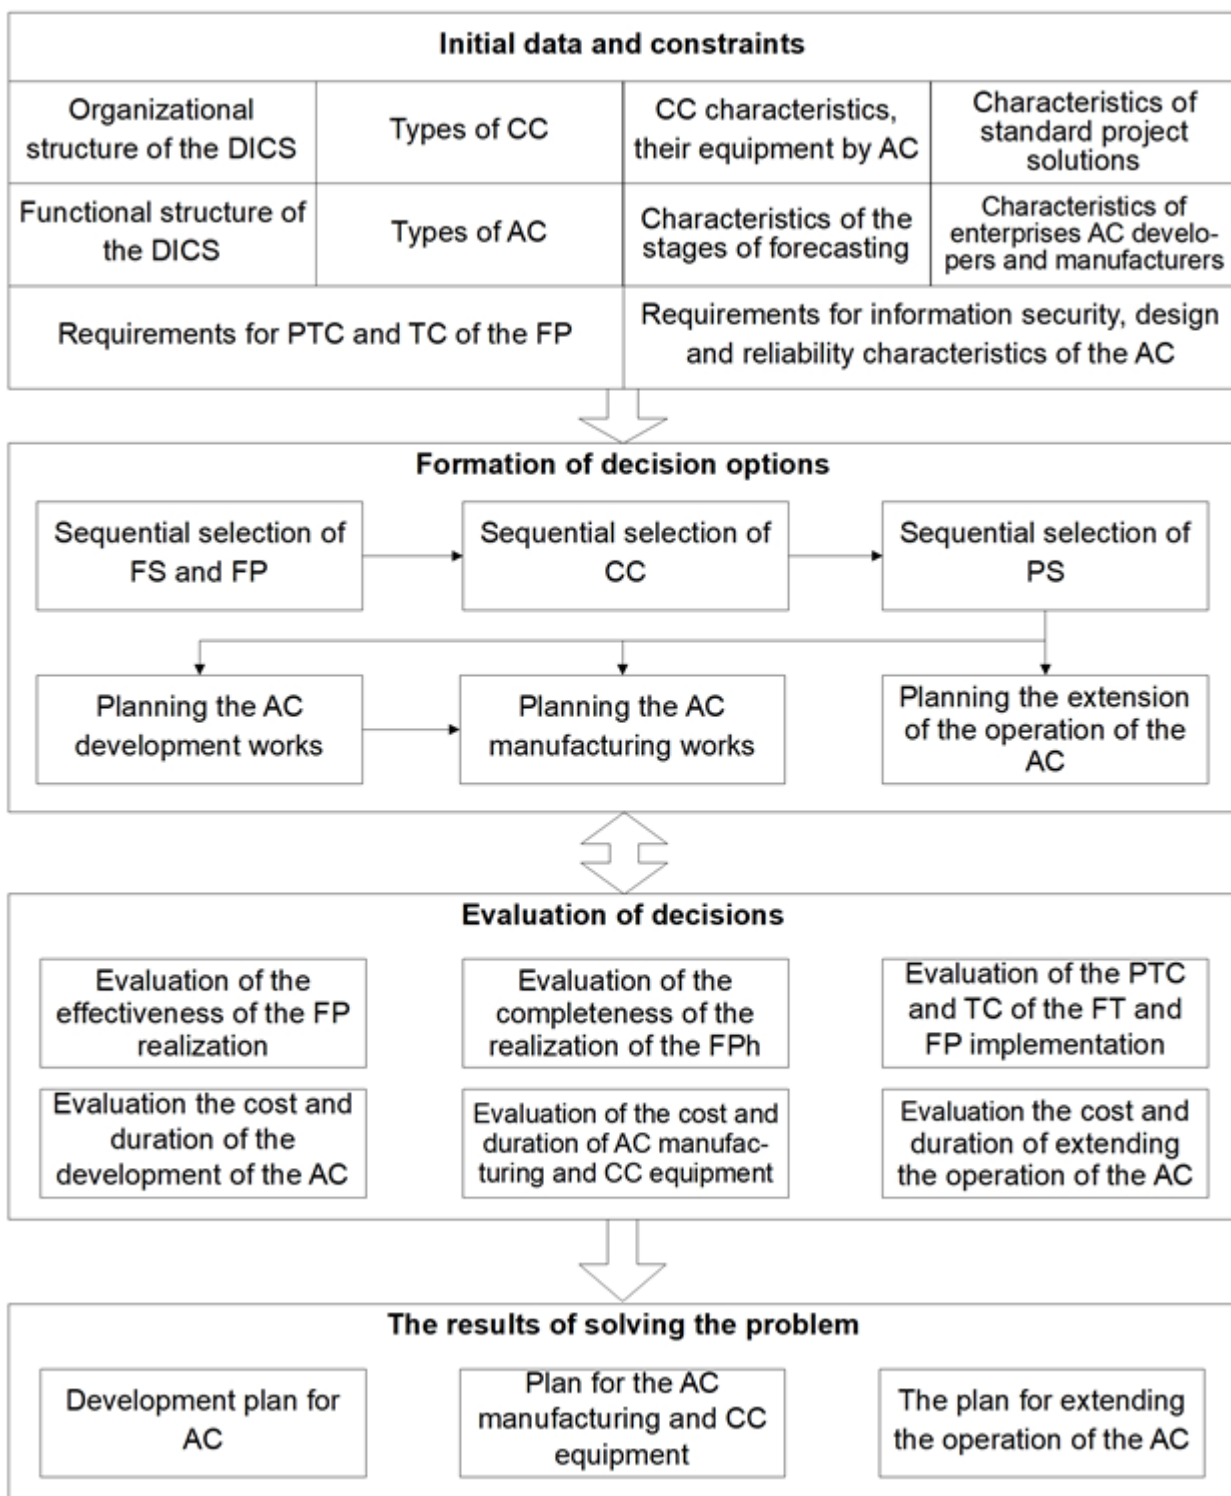 Initial data and constraints
Organizational
structure of the DICS
Types of CC
CC characteristics,
their equipment by AC
Characteristics of
standard project
solutions
Functional structure of
the DICS
Types of AC
Characteristics of the
stages of forecasting
Characteristics of
enterprises AC develo-
pers and manufacturers
Requirements for PTC and TC of the FP
Requirements for information security, design
and reliability characteristics of the AC
Formation of decision options
Sequential selection of
FS and FP
Sequential selection of
CC
Sequential selection of
PS
Planning the AC
development works
Planning the AC
manufacturing works
Planning the extension
of the operation of the
AC
Evaluation of decisions
Evaluation of the
effectiveness of the FP
realization
Evaluation of the
completeness of the
realization of the FPh
Evaluation of the PTC
and TC of the FT and
FP implementation
Evaluation the cost and
duration of the
development of the AC
Evaluation of the cost and
duration of AC manufac-
turing and CC equipment
Evaluation the cost and
duration of extending
the operation of the AC
The results of solving the problem
Development plan for
AC
Plan for the AC
manufacturing and CC
equipment
The plan for extending
the operation of the AC